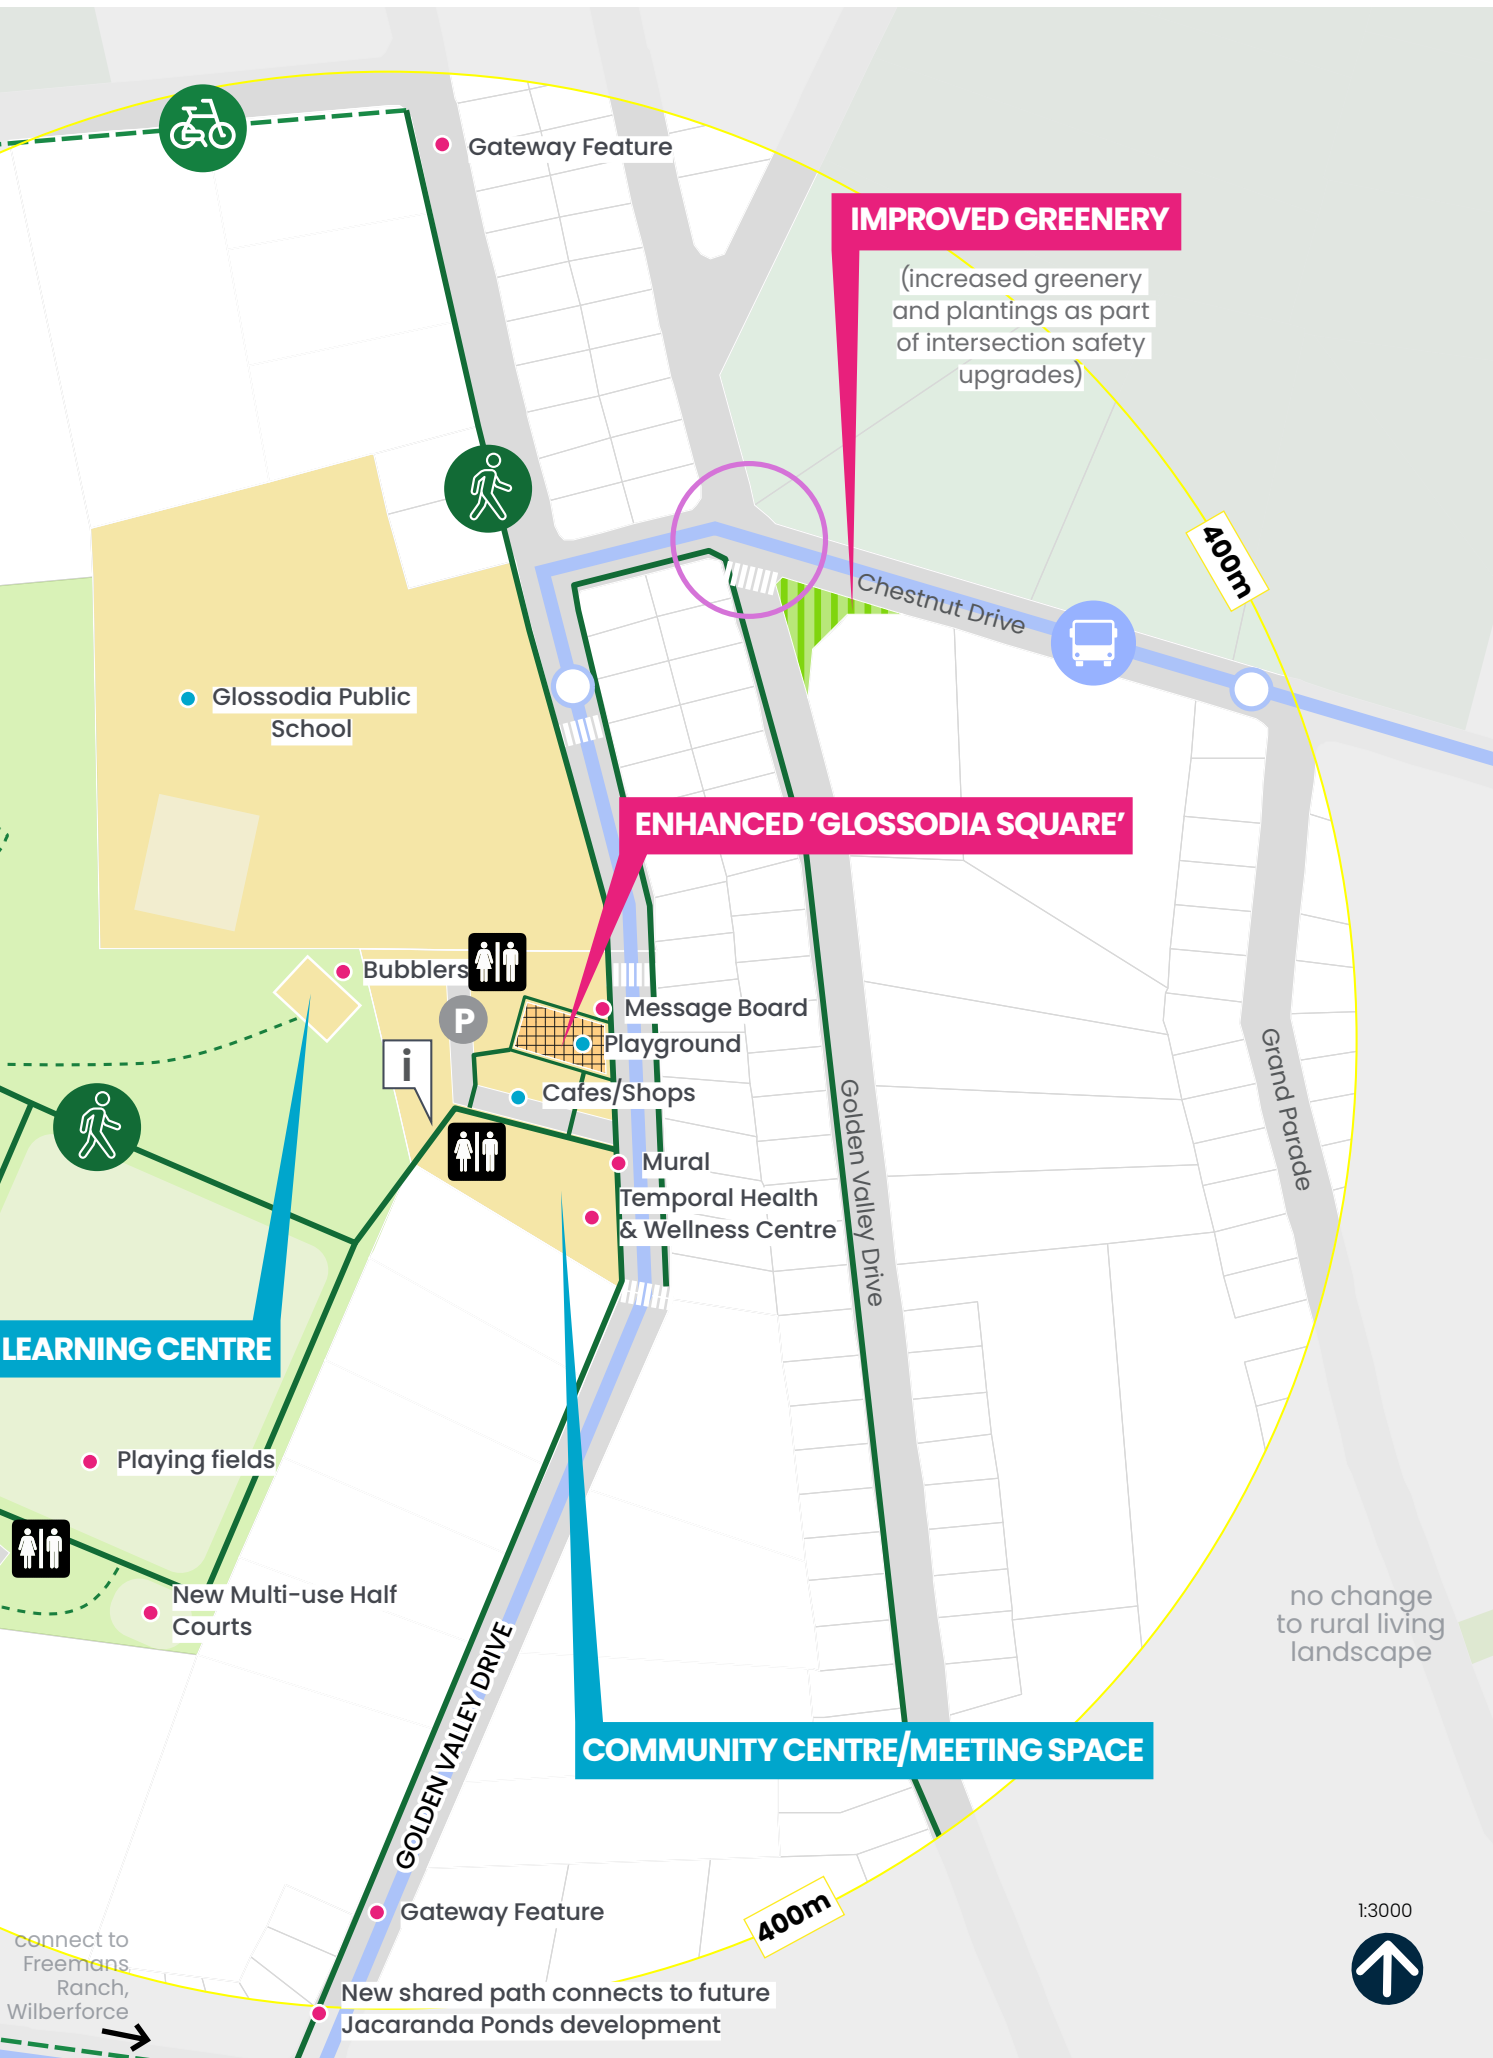 Gateway Feature
IMPROVED GREENERY
(increased greenery
and plantings as part
of intersection safety
upgrades)
400m
Chestnut Drive
Glossodia Public
School
ENHANCED ‘GLOSSODIA SQUARE’
Bubblers
Message Board
P
Playground
i
Cafes/Shops
Grand Parade
Golden Valley Drive
Mural
Temporal Health
& Wellness Centre
LEARNING CENTRE
Playing fields
New Multi-use Half
Courts
no change
to rural living
landscape
GOLDEN VALLEY DRIVE
COMMUNITY CENTRE/MEETING SPACE
Gateway Feature
400m
1:3000
connect to
Freemans
Ranch,
Wilberforce
New shared path connects to future
Jacaranda Ponds development